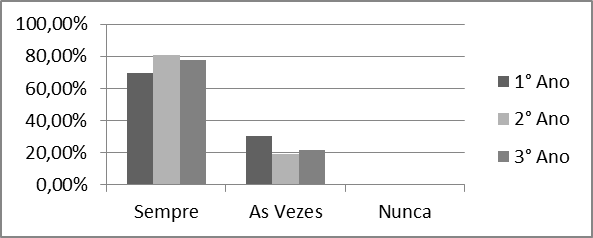 100,00%
80,00%
60,00%
40,00%
20,00%
0,00%
Sempre
As Vezes
Nunca
1° Ano
2° Ano
3° Ano